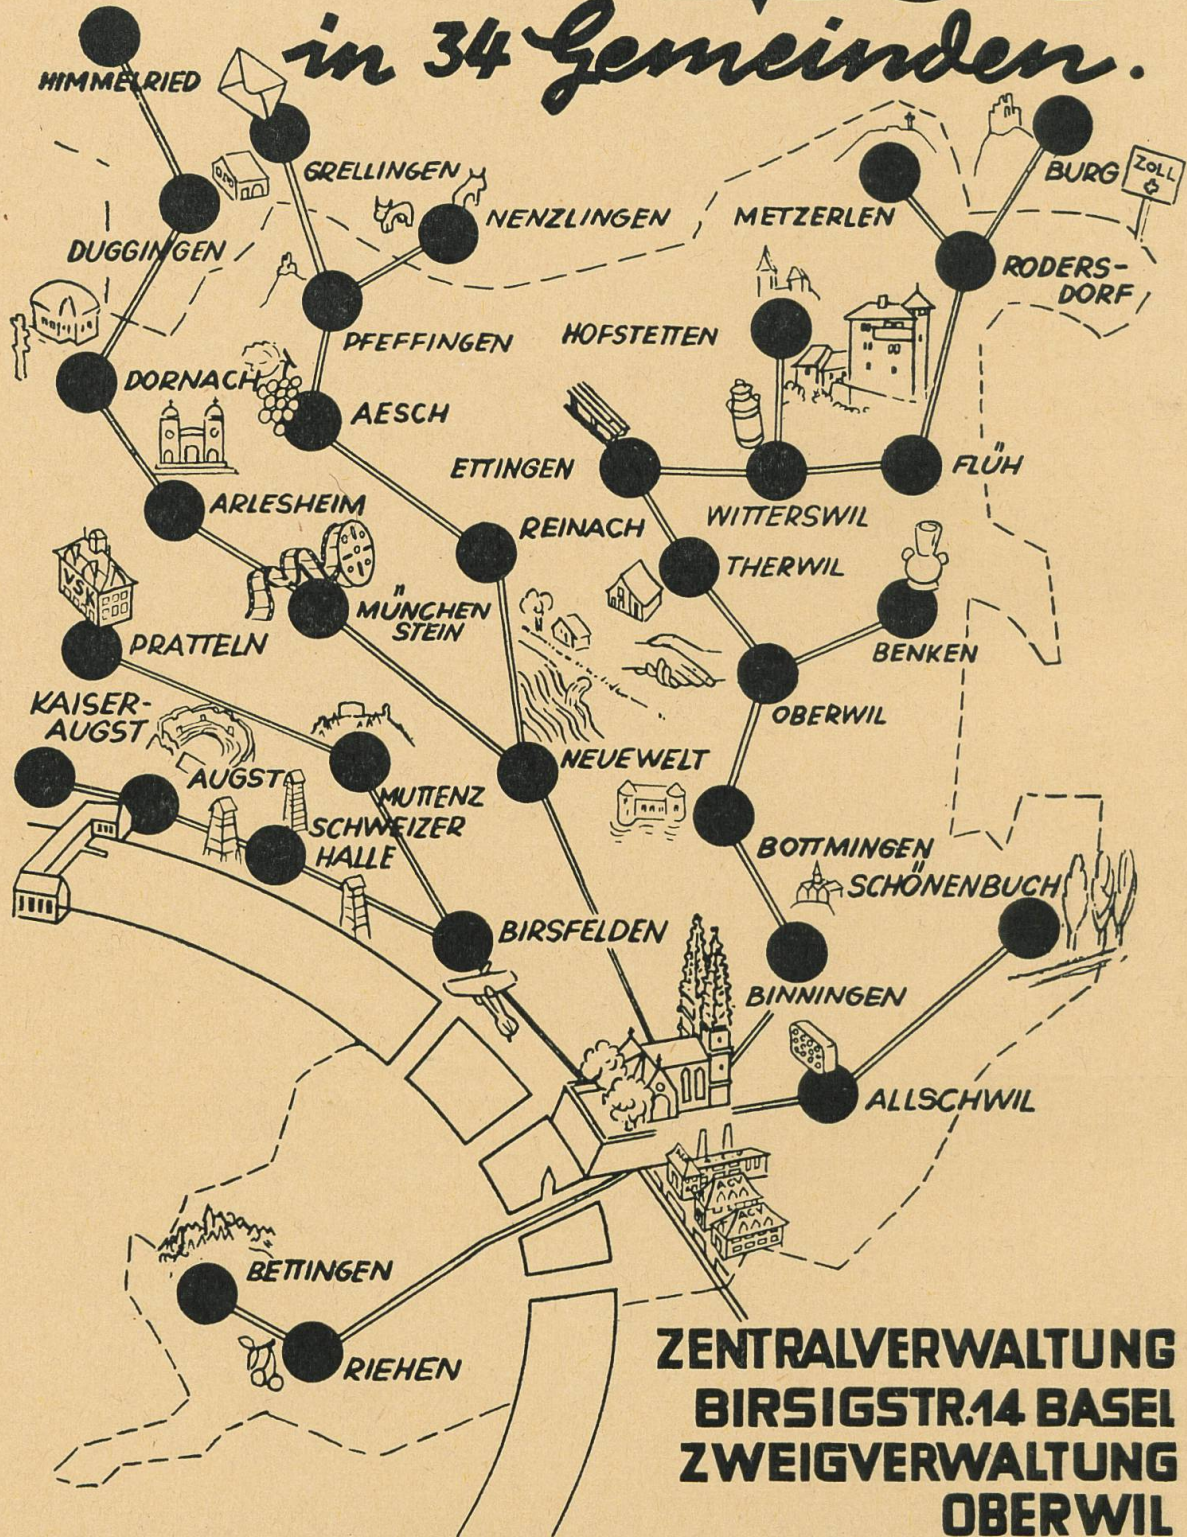 in 34 Gemeinden.
HIMMELRIED
GRELLINGEN
BURG
ZOLL
NENZLINGEN
METZERLEN
DUGGINGEN
RODERS-
DORF
PFEFFINGEN
HOFSTETTEN
DORNACH
AESCH
ETTINGEN
FLÜH
ARLESHEIM
REINACH
WITTERSWIL
VSK
THERWIL
MÜNCHEN
STEIN
PRATTELN
BENKEN
KAISER-
AUGST
OBERWIL
NEUEWELT
AUGST
MUTTENZ
SCHWEIZER
HALLE
BOTTMINGEN
SCHÖNENBUCH
BIRSFELDEN
BINNINGEN
ALLSCHWIL
ACV
ACV
BETTINGEN
RIEHEN
ZENTRALVERWALTUNG
BIRSIGSTR.14 BASEL
ZWEIGVERWALTUNG
OBERWIL